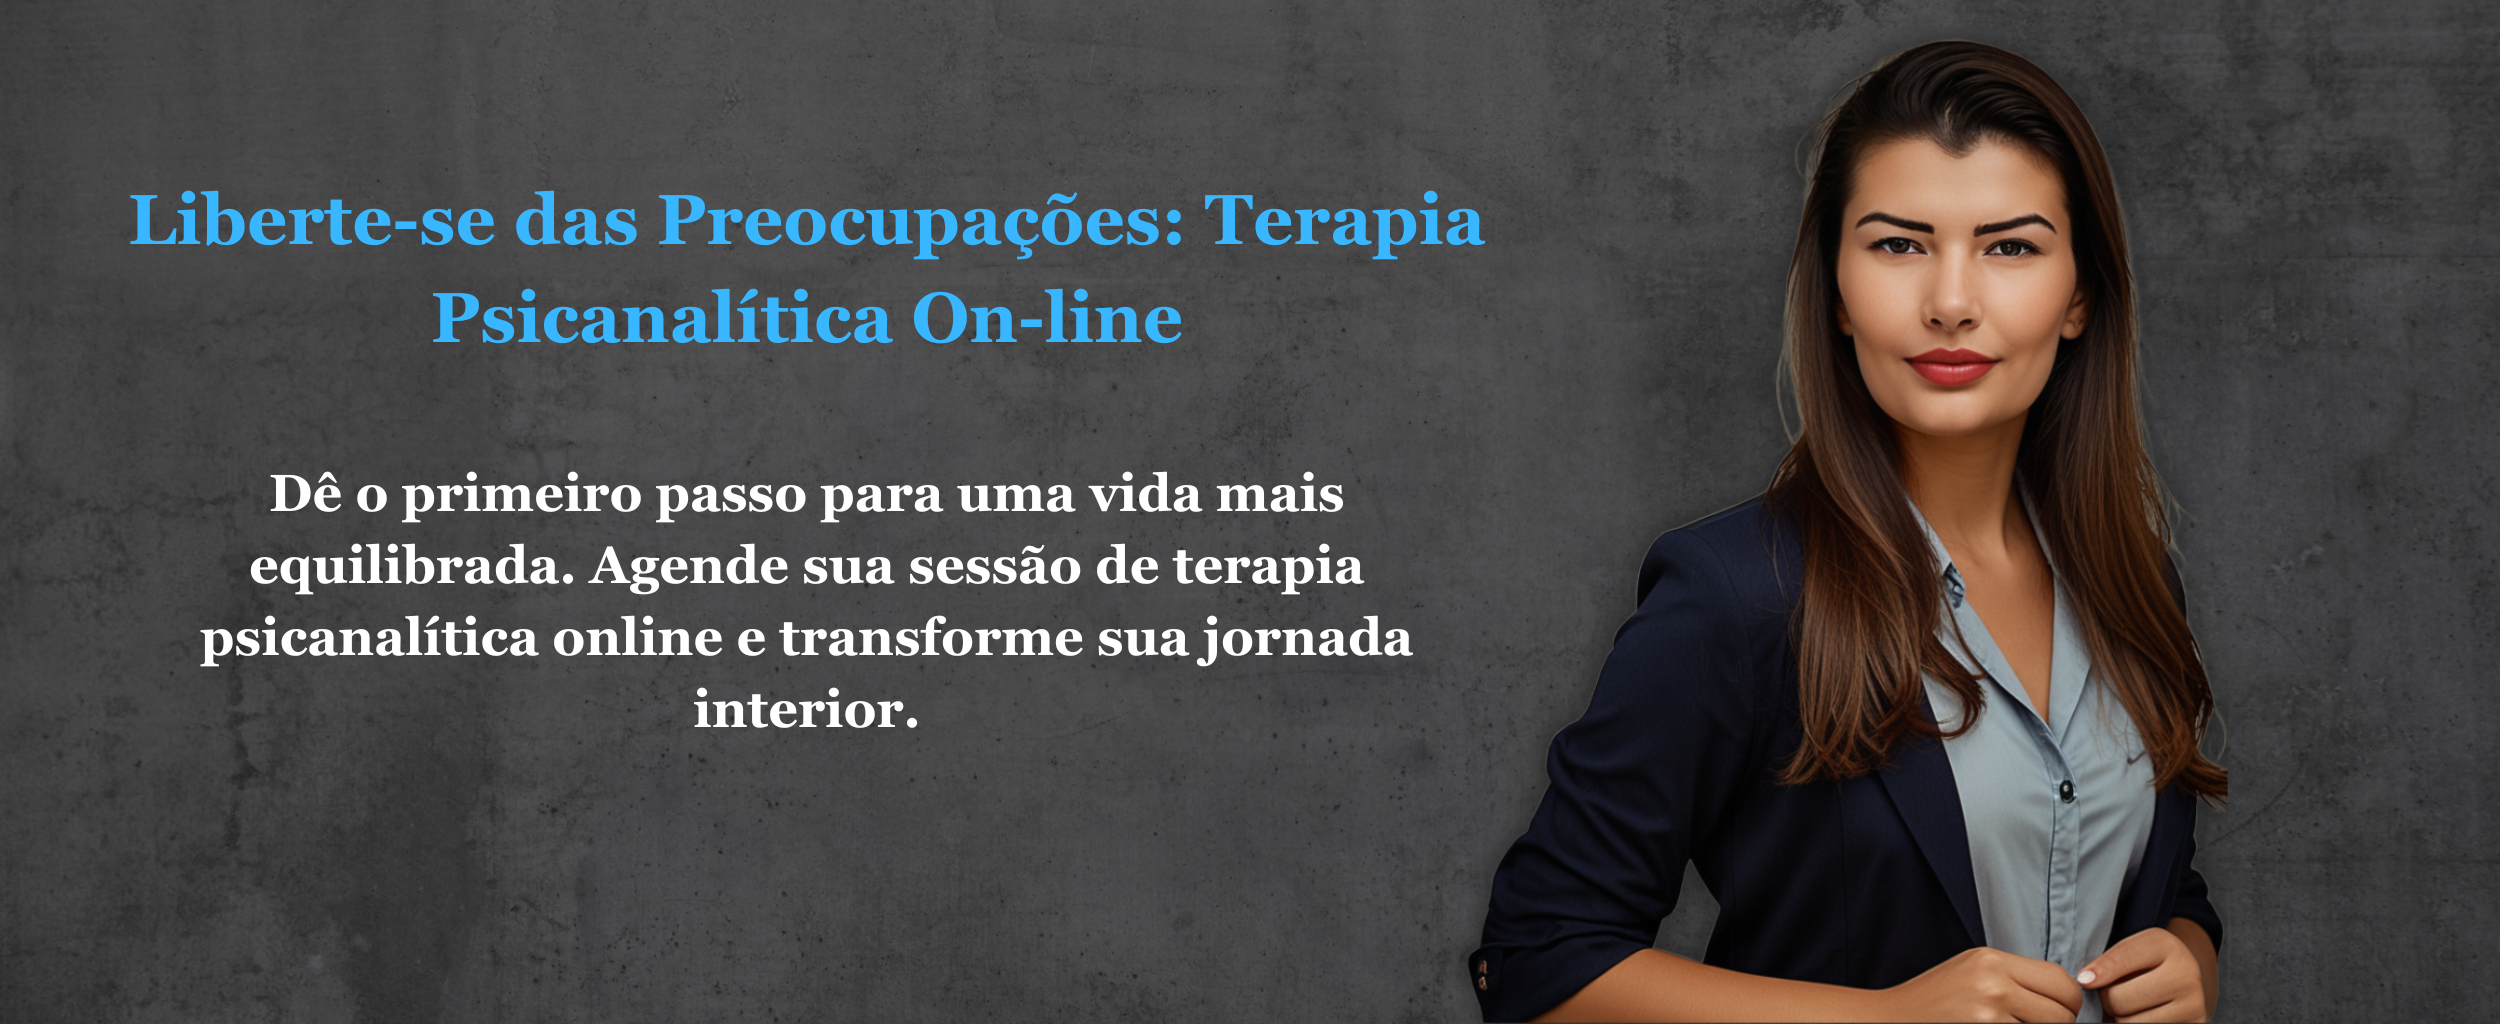 Liberte-se das Preocupações: Terapia
Psicanalítica On-line
Dê o primeiro passo para uma vida mais
equilibrada. Agende sua sessão de terapia
psicanalítica online e transforme sua jornada
interior.